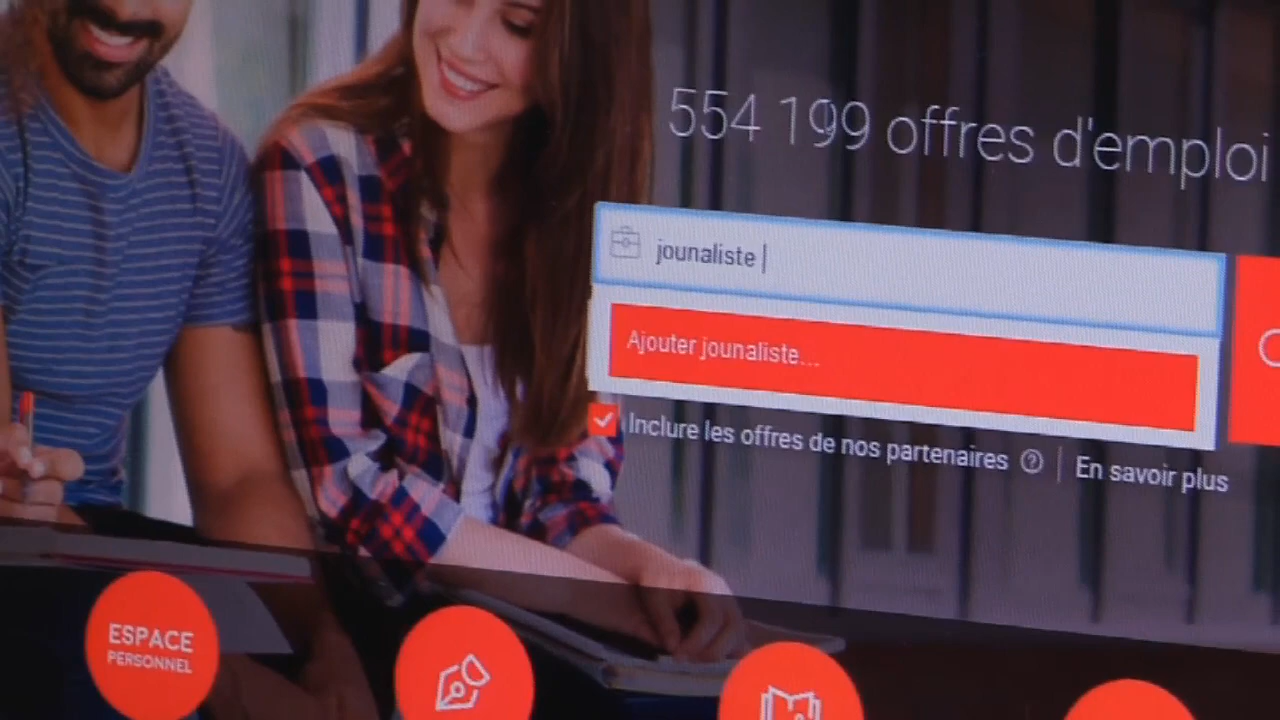 554 199 offres d'emploi
jounaliste
Ajouter jounaliste...
Inclure les offres de nos partenaires ? | En savoir plus
ESPACE
PERSONNEL